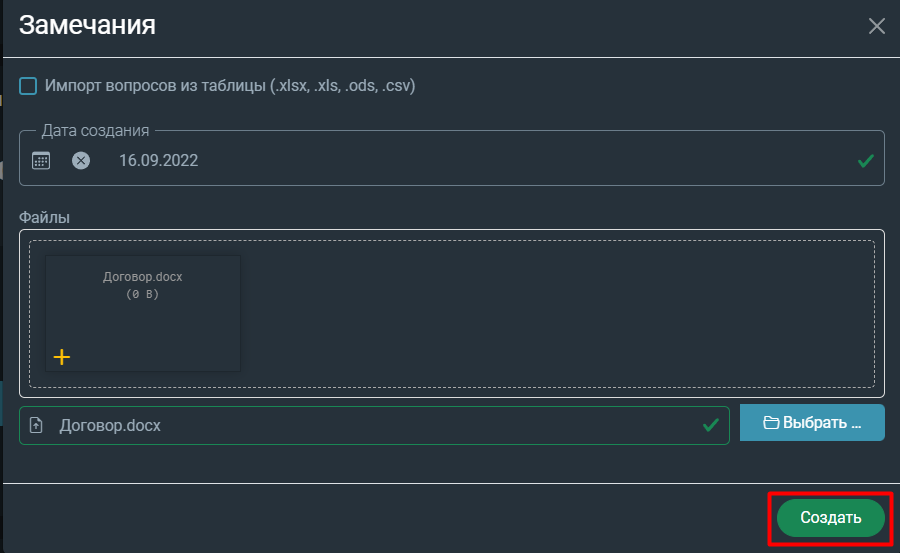 Замечания
Импорт вопросов из таблицы (.xlsx, .xls, .ods, .csv)
Дата создания
16.09.2022
Файлы
Договор.docx
(0 B)
Договор.docx
Выбрать ...
Создать